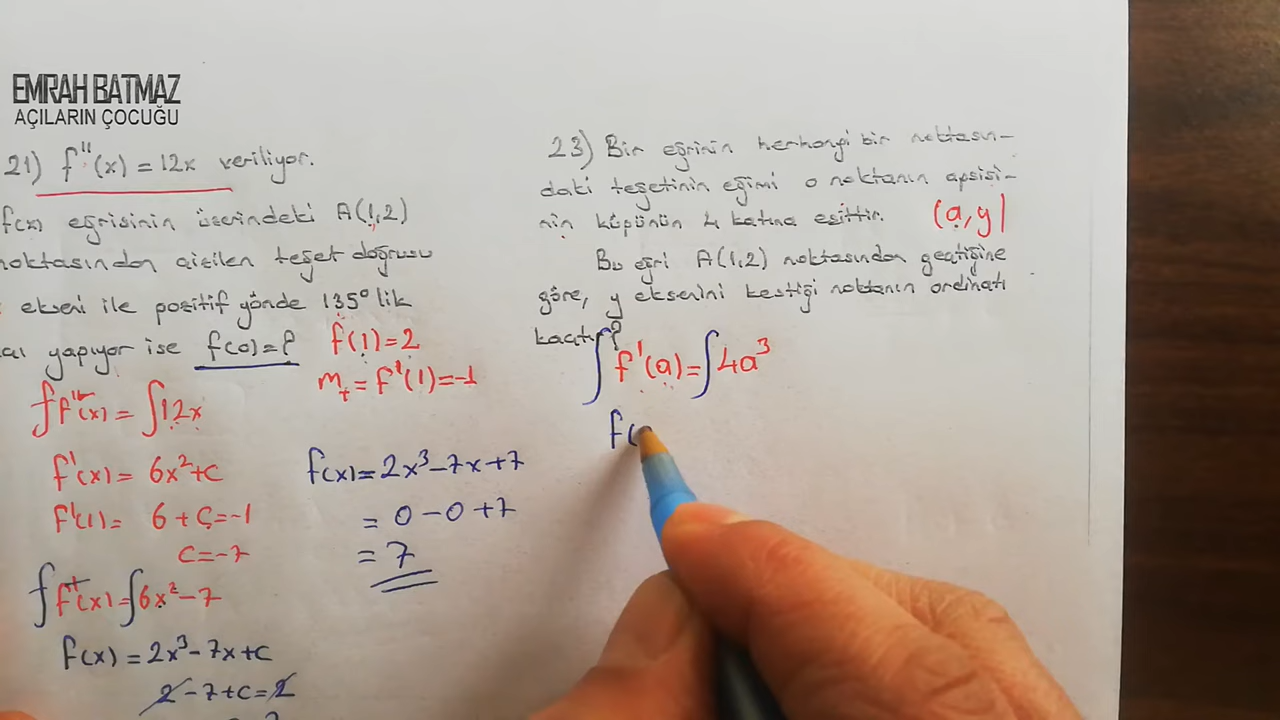 EMRAH BATMAZ
AÇILARIN ÇOCUĞU
21) f''(x) = 12x veriliyor.
f(x) eğrisinin üzerindeki A(1,2)
noktasından çizilen teğet doğrusu
ekseni ile pozitif yönde 135° lik
yapıyor ise f(0)=?
f(1)=2
m_t = f'(1) = -1
∫f''(x) = ∫12x
f'(x) = 6x²+c
f'(1) = 6 + c = -1
c = -7
∫f'(x) = ∫6x² - 7
f(x) = 2x³ - 7x + c
2 - 7 + c = 2
f(x) = 2x³ - 7x + 7
= 0 - 0 + 7
= 7
23) Bir eğrinin herhangi bir noktasın-
daki teğetinin eğimi o noktanın apsisi-
nin küpünün 4 katına eşittir. (a,y)
Bu eğri A(1,2) noktasından geçtiğine
göre, y eksenini kestiği noktanın ordinatı
kaçtır?
∫f'(a) = ∫4a³
f(